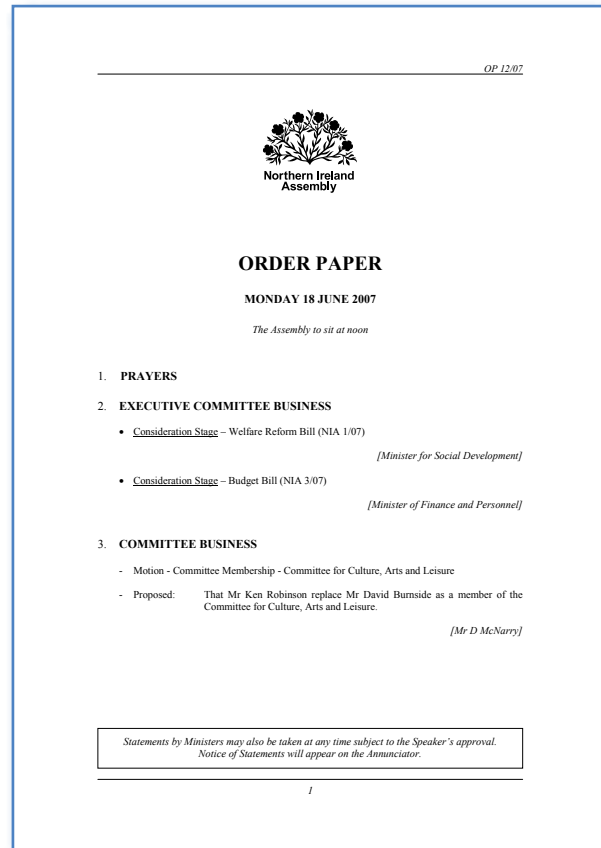 OP 12/07
Northern Ireland
Assembly
ORDER PAPER
MONDAY 18 JUNE 2007
The Assembly to sit at noon
1. PRAYERS
2. EXECUTIVE COMMITTEE BUSINESS
• Consideration Stage – Welfare Reform Bill (NIA 1/07)
[Minister for Social Development]
• Consideration Stage – Budget Bill (NIA 3/07)
[Minister of Finance and Personnel]
3. COMMITTEE BUSINESS
- Motion - Committee Membership - Committee for Culture, Arts and Leisure
- Proposed: That Mr Ken Robinson replace Mr David Burnside as a member of the
Committee for Culture, Arts and Leisure.
[Mr D McNarry]
Statements by Ministers may also be taken at any time subject to the Speaker’s approval.
Notice of Statements will appear on the Annunciator.
1